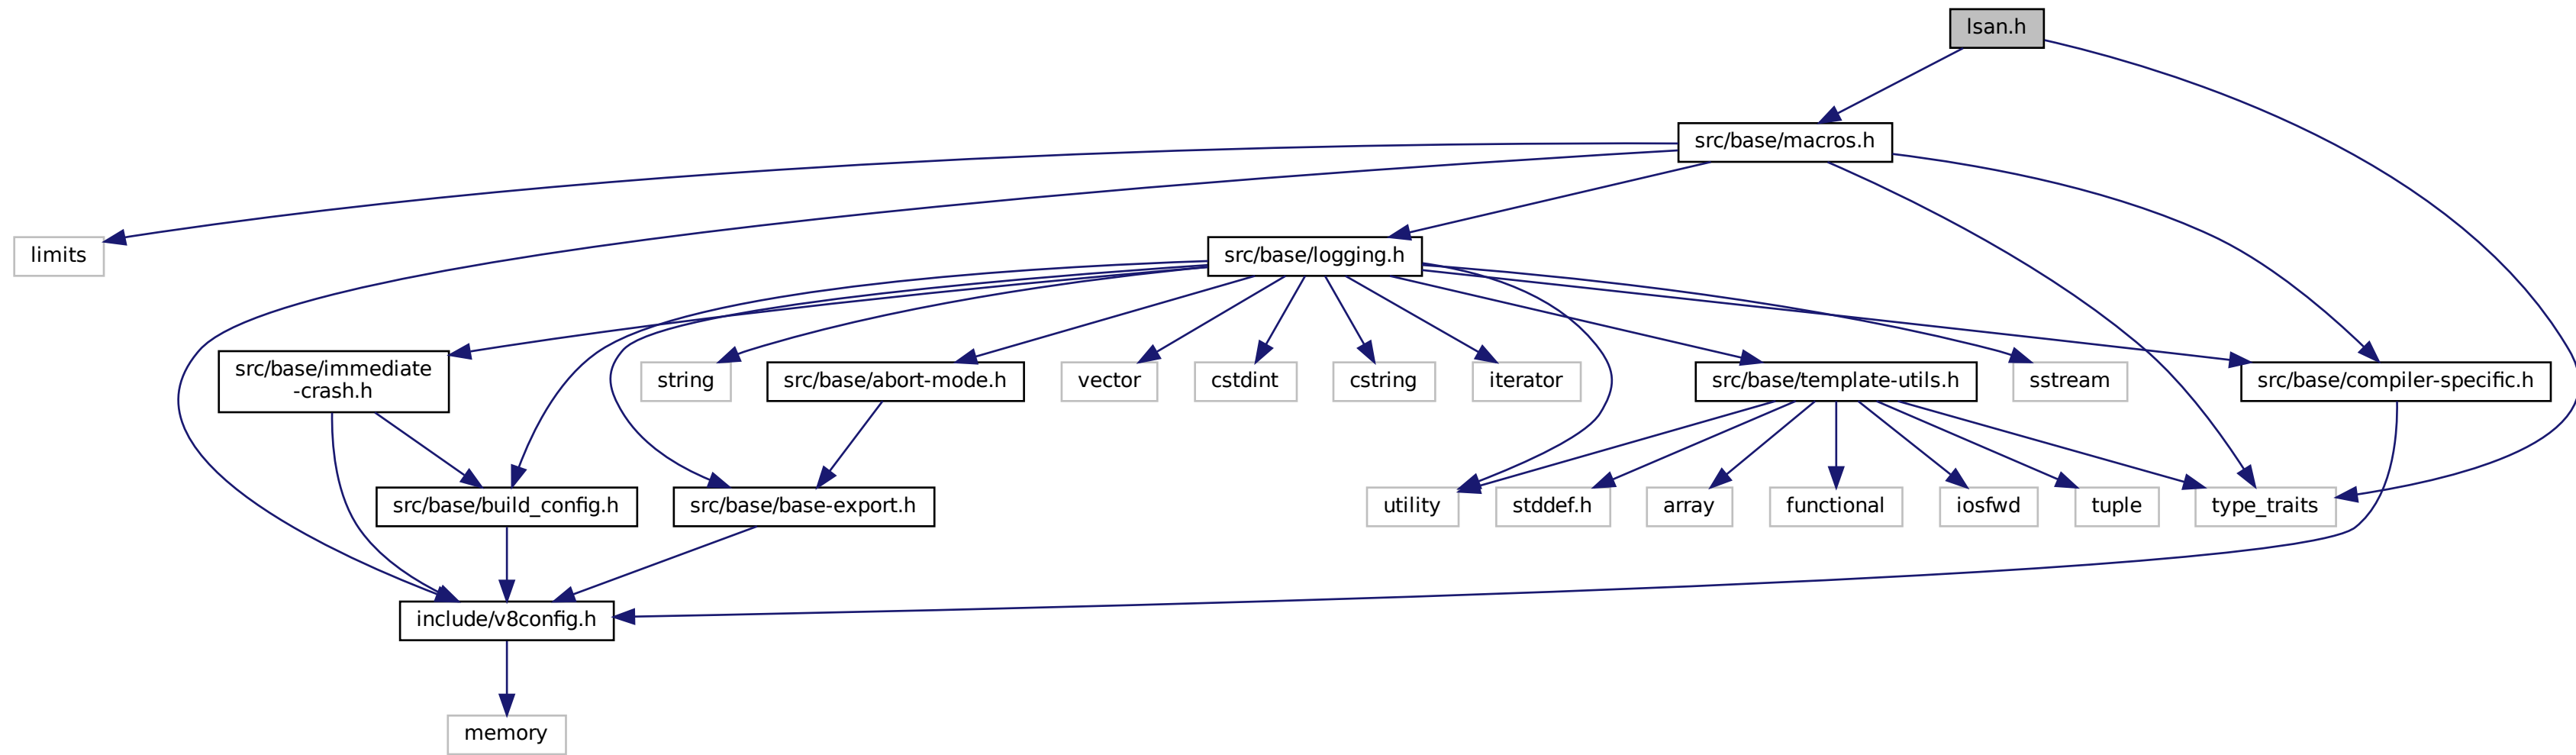 lsan.h
src/base/macros.h
limits
src/base/logging.h
src/base/immediate
-crash.h
string
src/base/abort-mode.h
vector
cstdint
cstring
iterator
src/base/template-utils.h
sstream
src/base/compiler-specific.h
src/base/build_config.h
src/base/base-export.h
utility
stddef.h
array
functional
iosfwd
tuple
type_traits
include/v8config.h
memory